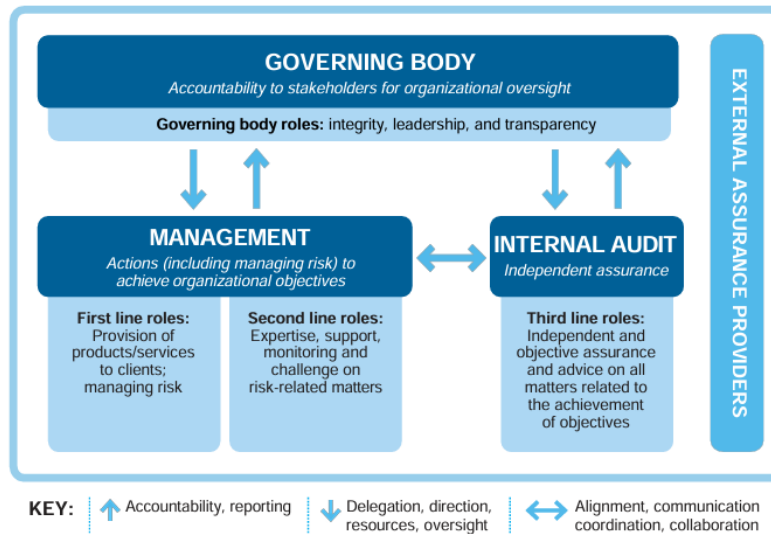 GOVERNING BODY
Accountability to stakeholders for organizational oversight
Governing body roles: integrity, leadership, and transparency
EXTERNAL ASSURANCE PROVIDERS
MANAGEMENT
Actions (including managing risk) to
achieve organizational objectives
INTERNAL AUDIT
Independent assurance
First line roles:
Provision of
products/services
to clients;
managing risk
Second line roles:
Expertise, support,
monitoring and
challenge on
risk-related matters
Third line roles:
Independent and
objective assurance
and advice on all
matters related to
the achievement
of objectives
KEY:
Accountability, reporting
Delegation, direction,
resources, oversight
Alignment, communication
coordination, collaboration